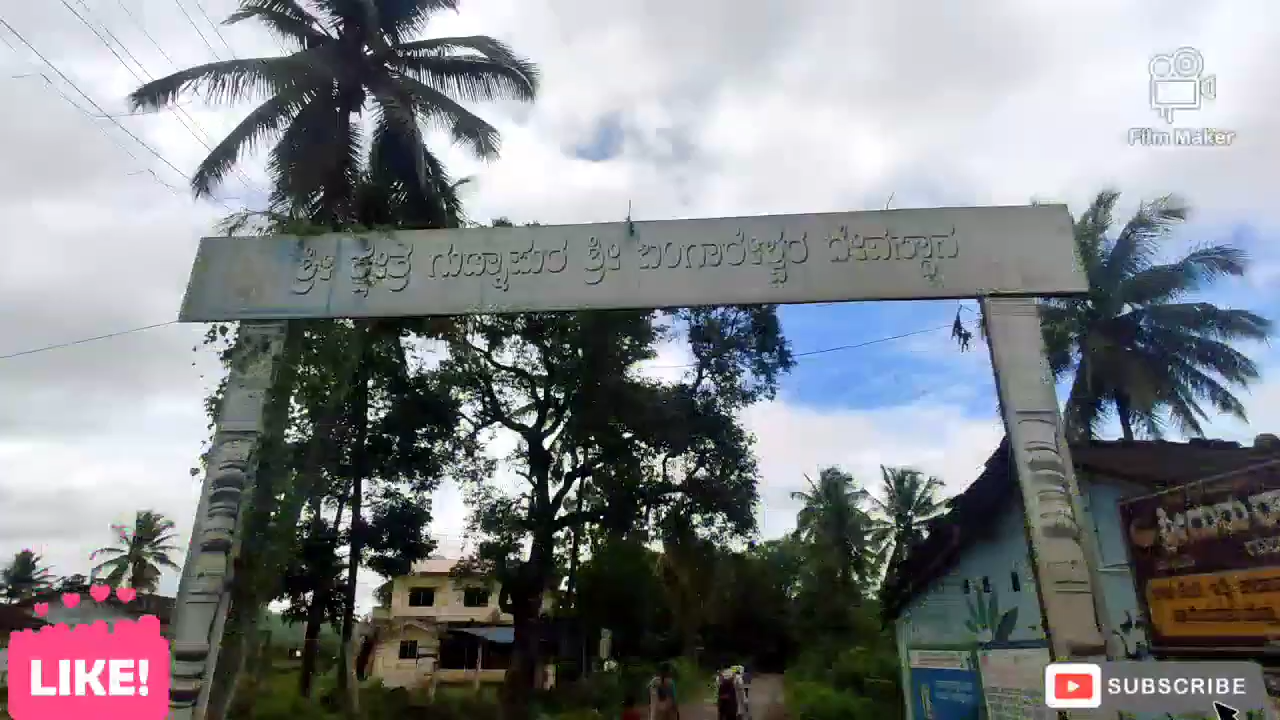 Film Maker
ಶ್ರೀ ಕ್ಷೇತ್ರ ಗುಡ್ನಾಪುರ ಶ್ರೀ ಬಂಗಾರೇಶ್ವರ ದೇವಸ್ಥಾನ
LIKE!
SUBSCRIBE